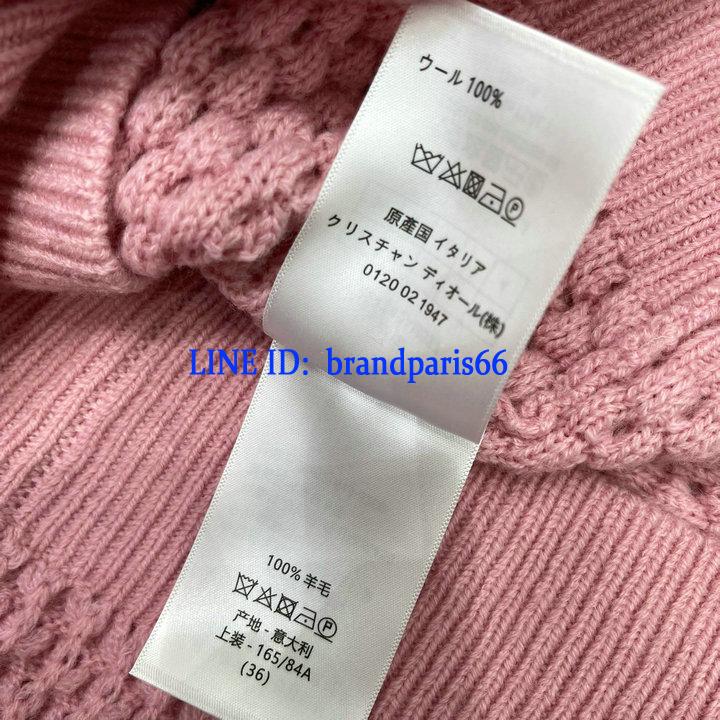 ウール 100%
原産国 イタリア
クリスチャン ディオール(株)
0120 02 1947
LINE ID: brandparis66
100% 羊毛
产地 - 意大利
上装 - 165/84A
(36)